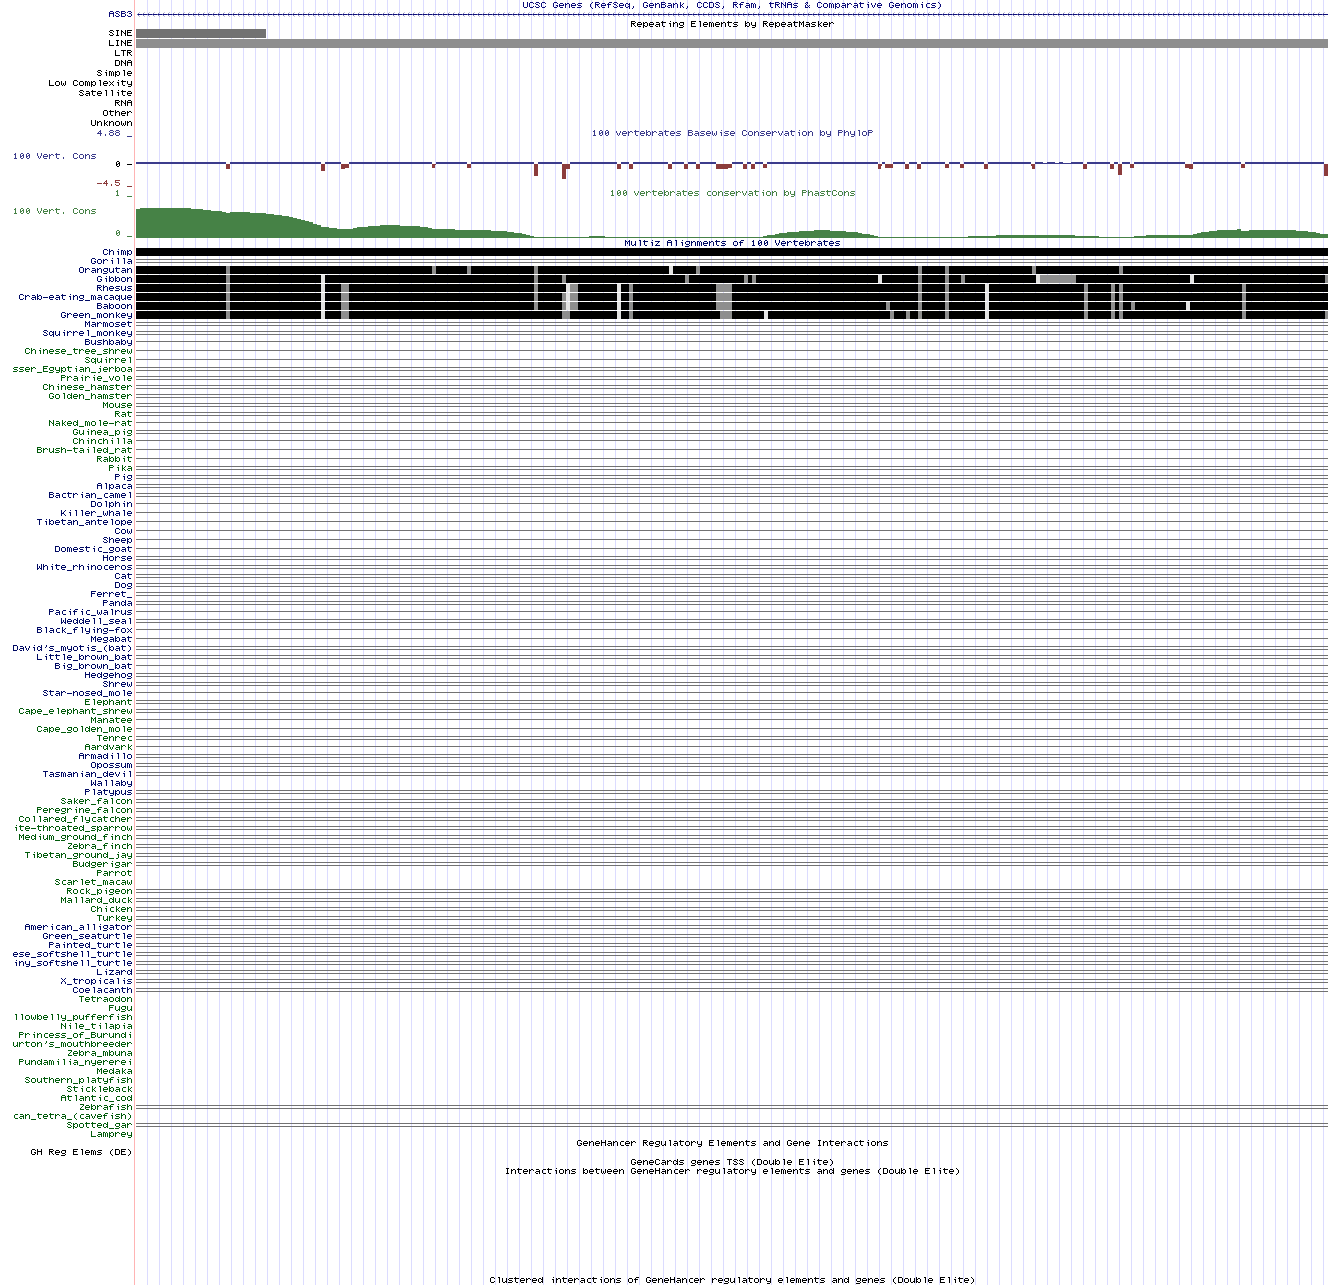 UCSC Genes (RefSeq, GenBank, CCDS, Rfam, tRNAs & Comparative Genomics)
ASB3
Repeating Elements by RepeatMasker
SINE
LINE
LTR
DNA
Simple
Low Complexity
Satellite
RNA
Other
Unknown
4.88 _
100 vertebrates Basewise Conservation by PhyloP
100 Vert. Cons
0 -
-4.5 _
1 _
100 vertebrates conservation by PhastCons
100 Vert. Cons
0 _
Multiz Alignments of 100 Vertebrates
Chimp
Gorilla
Orangutan
Gibbon
Rhesus
Crab-eating_macaque
Baboon
Green_monkey
Marmoset
Squirrel_monkey
Bushbaby
Chinese_tree_shrew
Squirrel
sser_Egyptian_jerboa
Prairie_vole
Chinese_hamster
Golden_hamster
Mouse
Rat
Naked_mole-rat
Guinea_pig
Chinchilla
Brush-tailed_rat
Rabbit
Pika
Pig
Alpaca
Bactrian_camel
Dolphin
Killer_whale
Tibetan_antelope
Cow
Sheep
Domestic_goat
Horse
White_rhinoceros
Cat
Dog
Ferret_
Panda
Pacific_walrus
Weddell_seal
Black_flying-fox
Megabat
David's_myotis_(bat)
Little_brown_bat
Big_brown_bat
Hedgehog
Shrew
Star-nosed_mole
Elephant
Cape_elephant_shrew
Manatee
Cape_golden_mole
Tenrec
Aardvark
Armadillo
Opossum
Tasmanian_devil
Wallaby
Platypus
Saker_falcon
Peregrine_falcon
Collared_flycatcher
ite-throated_sparrow
Medium_ground_finch
Zebra_finch
Tibetan_ground_jay
Budgerigar
Parrot
Scarlet_macaw
Rock_pigeon
Mallard_duck
Chicken
Turkey
American_alligator
Green_seaturtle
Painted_turtle
ese_softshell_turtle
iny_softshell_turtle
Lizard
X_tropicalis
Coelacanth
Tetraodon
Fugu
llowbelly_pufferfish
Nile_tilapia
Princess_of_Burundi
urton's_mouthbreeder
Zebra_mbuna
Pundamilia_nyererei
Medaka
Southern_platyfish
Stickleback
Atlantic_cod
Zebrafish
can_tetra_(cavefish)
Spotted_gar
Lamprey
GeneHancer Regulatory Elements and Gene Interactions
GH Reg Elems (DE)
GeneCards genes TSS (Double Elite)
Interactions between GeneHancer regulatory elements and genes (Double Elite)
Clustered interactions of GeneHancer regulatory elements and genes (Double Elite)